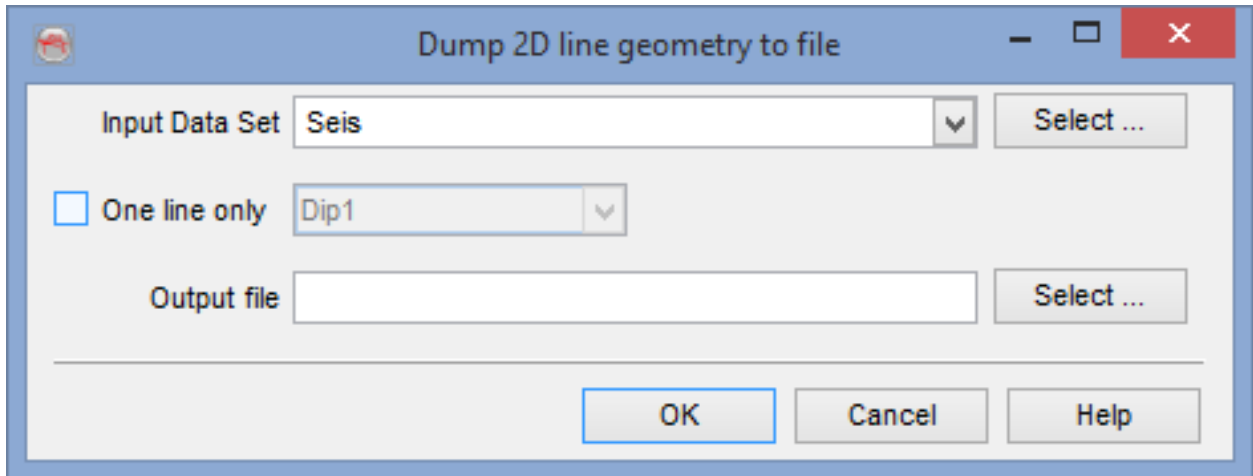 Dump 2D line geometry to file
Input Data Set Seis Select ...
One line only Dip1
Output file Select ...
OK Cancel Help